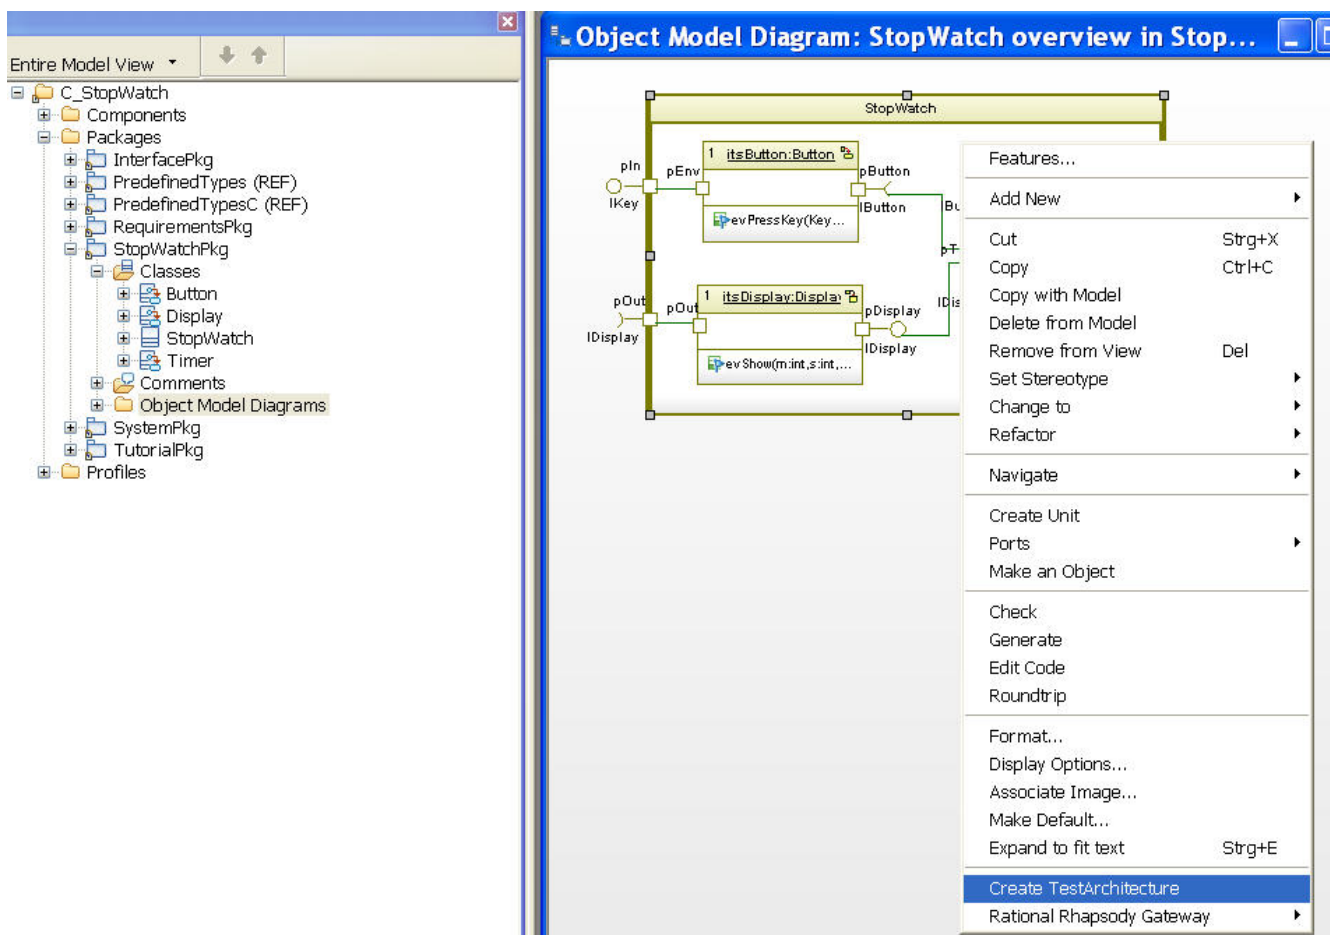 Entire Model View
C_StopWatch
Components
Packages
InterfacePkg
PredefinedTypes (REF)
PredefinedTypesC (REF)
RequirementsPkg
StopWatchPkg
Classes
Button
Display
StopWatch
Timer
Comments
Object Model Diagrams
SystemPkg
TutorialPkg
Profiles
Object Model Diagram: StopWatch overview in Stop...
StopWatch
pIn
IKey
pEnv
1 itsButton:Button
evPressKey(Key...
pButton
IButton
Bu
pT
pOut
IDisplay
pOut
1 itsDisplay:Display
evShow(m:int,s:int,...
pDisplay
IDisplay
IDis
Features...
Add New
Cut Strg+X
Copy Ctrl+C
Copy with Model
Delete from Model
Remove from View Del
Set Stereotype
Change to
Refactor
Navigate
Create Unit
Ports
Make an Object
Check
Generate
Edit Code
Roundtrip
Format...
Display Options...
Associate Image...
Make Default...
Expand to fit text Strg+E
Create TestArchitecture
Rational Rhapsody Gateway